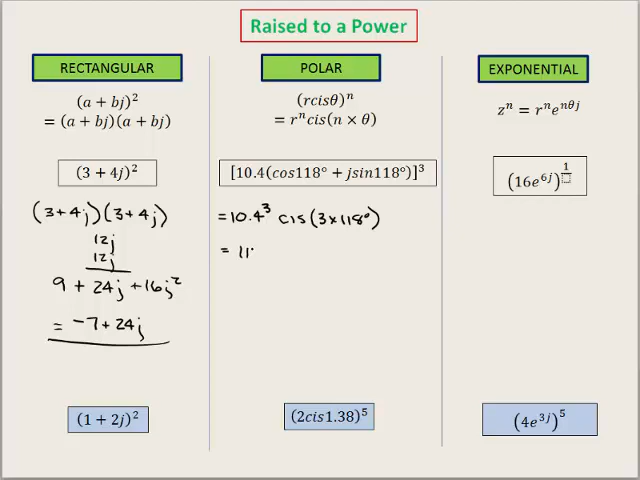 Raised to a Power
RECTANGULAR
(a + bj)²
= (a + bj)(a + bj)
(3 + 4j)²
(3+4j)(3+4j)
12j
12j
9 + 24j +16j²
= -7+24j
(1 + 2j)²
POLAR
(rcisθ)ⁿ
= rⁿcis(n × θ)
[10.4(cos118° + jsin118°)]³
=10.4³ cis(3×118°)
= 11
(2cis1.38)⁵
EXPONENTIAL
zⁿ = rⁿe^{nθj}
(16e^{6j})^{1/□}
(4e^{3j})⁵